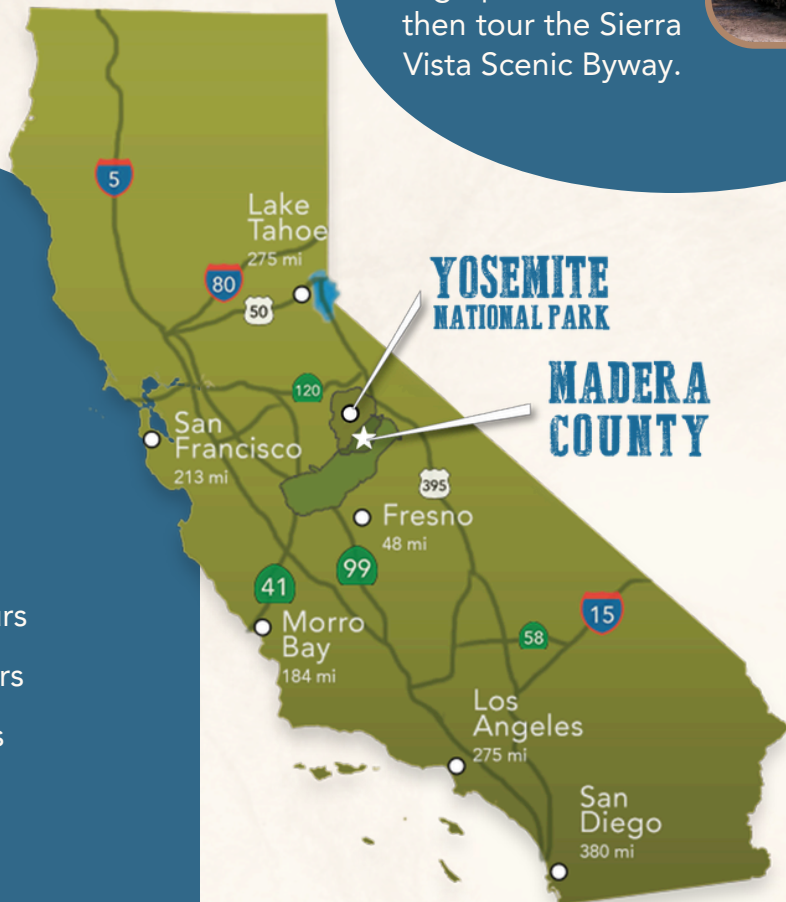 then tour the Sierra
Vista Scenic Byway.
5
Lake
Tahoe
275 mi
80
50
YOSEMITE
NATIONAL PARK
120
MADERA
COUNTY
San
Francisco
213 mi
395
Fresno
48 mi
99
41
15
58
Morro
Bay
184 mi
Los
Angeles
275 mi
San
Diego
380 mi